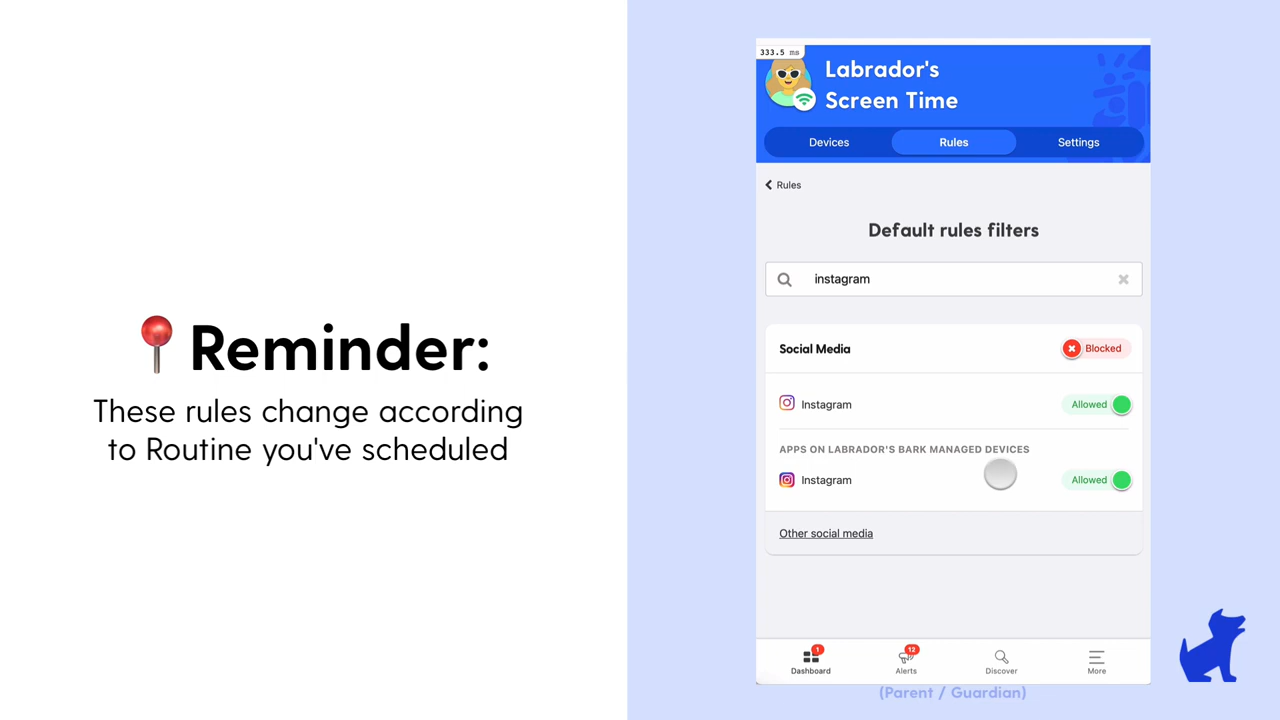 📍Reminder:
These rules change according
to Routine you've scheduled
333.5 ms
Labrador's
Screen Time
Devices
Rules
Settings
Rules
Default rules filters
instagram
Social Media
Blocked
Instagram
Allowed
APPS ON LABRADOR'S BARK MANAGED DEVICES
Instagram
Allowed
Other social media
1
12
Dashboard
Alerts
Discover
More
(Parent / Guardian)